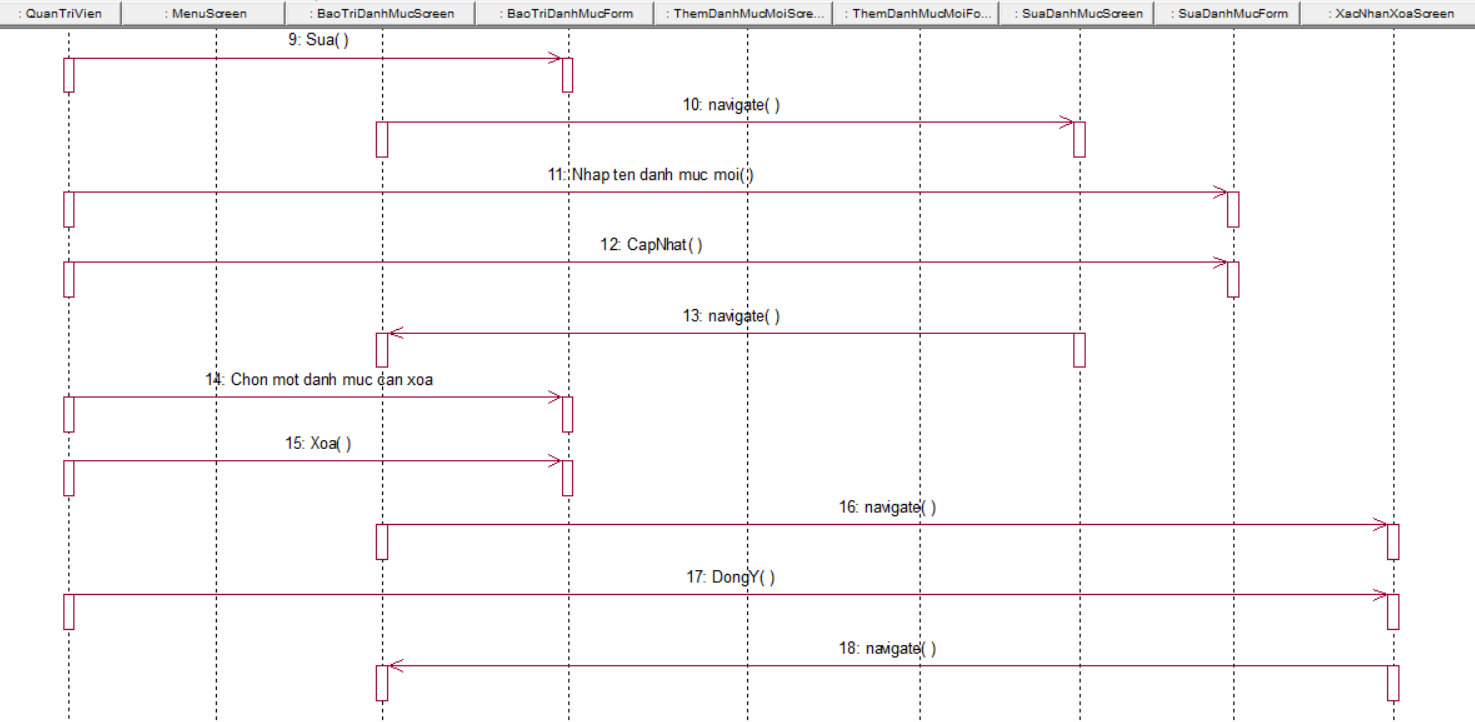 : QuanTriVien
: MenuScreen
: BaoTriDanhMucScreen
: BaoTriDanhMucForm
: ThemDanhMucMoiScre...
: ThemDanhMucMoiFo...
: SuaDanhMucScreen
: SuaDanhMucForm
: XacNhanXoaScreen
9: Sua( )
10: navigate( )
11: Nhap ten danh muc moi( )
12: CapNhat( )
13: navigate( )
14: Chon mot danh muc can xoa
15: Xoa( )
16: navigate( )
17: DongY( )
18: navigate( )